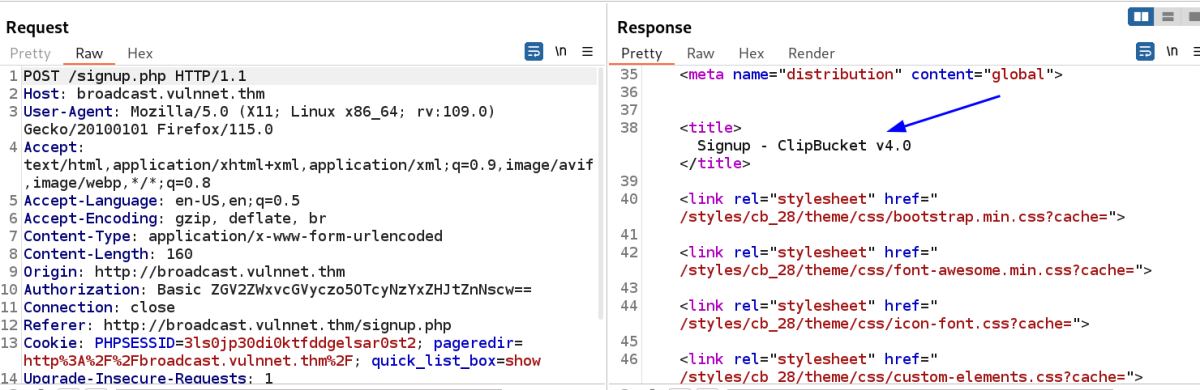 Request
Pretty Raw Hex
\n
1 POST /signup.php HTTP/1.1
2 Host: broadcast.vulnnet.thm
3 User-Agent: Mozilla/5.0 (X11; Linux x86_64; rv:109.0)
Gecko/20100101 Firefox/115.0
4 Accept:
text/html,application/xhtml+xml,application/xml;q=0.9,image/avif
,image/webp,*/*;q=0.8
5 Accept-Language: en-US,en;q=0.5
6 Accept-Encoding: gzip, deflate, br
7 Content-Type: application/x-www-form-urlencoded
8 Content-Length: 160
9 Origin: http://broadcast.vulnnet.thm
10 Authorization: Basic ZGV2ZWxvcGVyczo5OTcyNzYxZHJtZnNscw==
11 Connection: close
12 Referer: http://broadcast.vulnnet.thm/signup.php
13 Cookie: PHPSESSID=3ls0jp30di0ktfddgelsar0st2; pageredir=
http%3A%2F%2Fbroadcast.vulnnet.thm%2F; quick_list_box=show
14 Upgrade-Insecure-Requests: 1
Response
Pretty Raw Hex Render
\n
35 <meta name="distribution" content="global">
36
37
38 <title>
Signup - ClipBucket v4.0
</title>
39
40 <link rel="stylesheet" href="
/styles/cb_28/theme/css/bootstrap.min.css?cache=">
41
42 <link rel="stylesheet" href="
/styles/cb_28/theme/css/font-awesome.min.css?cache=">
43
44 <link rel="stylesheet" href="
/styles/cb_28/theme/css/icon-font.css?cache=">
45
46 <link rel="stylesheet" href="
/styles/cb_28/theme/css/custom-elements.css?cache=">